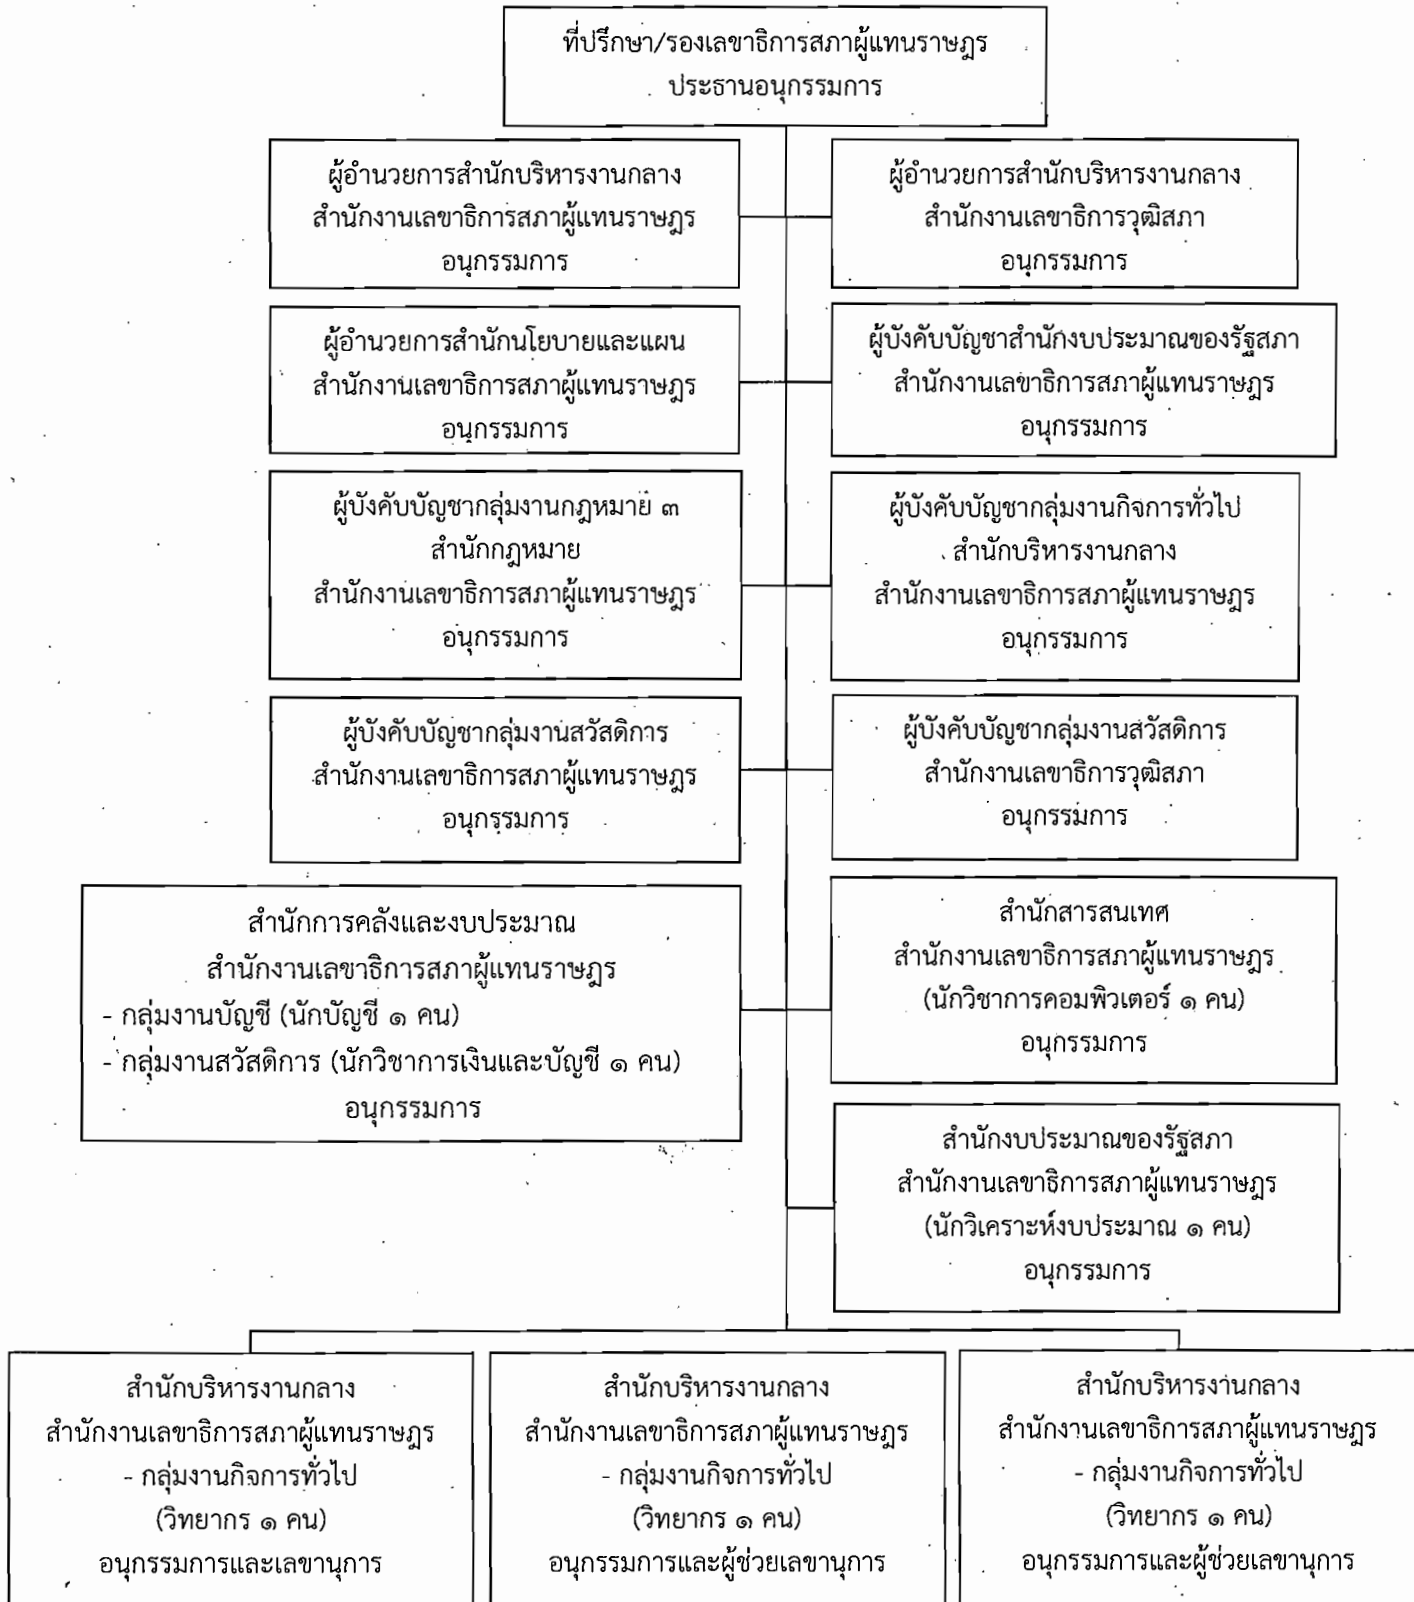 ที่ปรึกษา/รองเลขาธิการสภาผู้แทนราษฎร
ประธานอนุกรรมการ
ผู้อำนวยการสำนักบริหารงานกลาง
สำนักงานเลขาธิการสภาผู้แทนราษฎร
อนุกรรมการ
ผู้อำนวยการสำนักบริหารงานกลาง
สำนักงานเลขาธิการวุฒิสภา
อนุกรรมการ
ผู้อำนวยการสำนักนโยบายและแผน
สำนักงานเลขาธิการสภาผู้แทนราษฎร
อนุกรรมการ
ผู้บังคับบัญชาสำนักงบประมาณของรัฐสภา
สำนักงานเลขาธิการสภาผู้แทนราษฎร
อนุกรรมการ
ผู้บังคับบัญชากลุ่มงานกฎหมาย ๓
สำนักกฎหมาย
สำนักงานเลขาธิการสภาผู้แทนราษฎร
อนุกรรมการ
ผู้บังคับบัญชากลุ่มงานกิจการทั่วไป
สำนักบริหารงานกลาง
สำนักงานเลขาธิการสภาผู้แทนราษฎร
อนุกรรมการ
ผู้บังคับบัญชากลุ่มงานสวัสดิการ
สำนักงานเลขาธิการสภาผู้แทนราษฎร
อนุกรรมการ
ผู้บังคับบัญชากลุ่มงานสวัสดิการ
สำนักงานเลขาธิการวุฒิสภา
อนุกรรมการ
สำนักการคลังและงบประมาณ
สำนักงานเลขาธิการสภาผู้แทนราษฎร
- กลุ่มงานบัญชี (นักบัญชี ๑ คน)
- กลุ่มงานสวัสดิการ (นักวิชาการเงินและบัญชี ๑ คน)
อนุกรรมการ
สำนักสารสนเทศ
สำนักงานเลขาธิการสภาผู้แทนราษฎร
(นักวิชาการคอมพิวเตอร์ ๑ คน)
อนุกรรมการ
สำนักงบประมาณของรัฐสภา
สำนักงานเลขาธิการสภาผู้แทนราษฎร
(นักวิเคราะห์งบประมาณ ๑ คน)
อนุกรรมการ
สำนักบริหารงานกลาง
สำนักงานเลขาธิการสภาผู้แทนราษฎร
- กลุ่มงานกิจการทั่วไป
(วิทยากร ๑ คน)
อนุกรรมการและเลขานุการ
สำนักบริหารงานกลาง
สำนักงานเลขาธิการสภาผู้แทนราษฎร
- กลุ่มงานกิจการทั่วไป
(วิทยากร ๑ คน)
อนุกรรมการและผู้ช่วยเลขานุการ
สำนักบริหารงานกลาง
สำนักงานเลขาธิการสภาผู้แทนราษฎร
- กลุ่มงานกิจการทั่วไป
(วิทยากร ๑ คน)
อนุกรรมการและผู้ช่วยเลขานุการ